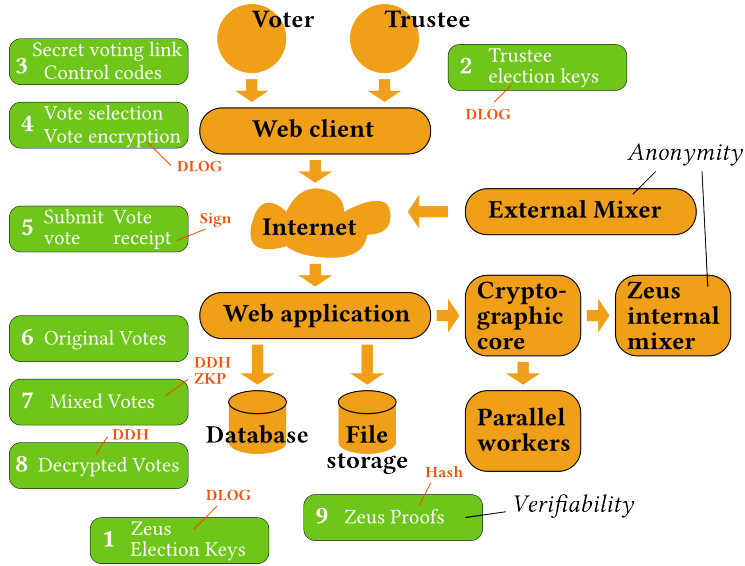 Voter
Trustee
3 Secret voting link
Control codes
2 Trustee
election keys
DLOG
4 Vote selection
Vote encryption
DLOG
Web client
Anonymity
5 Submit Vote
vote receipt
Sign
Internet
External Mixer
Web application
Crypto-
graphic
core
Zeus
internal
mixer
6 Original Votes
DDH
ZKP
7 Mixed Votes
DDH
8 Decrypted Votes
Database
File
storage
Parallel
workers
Hash
DLOG
9 Zeus Proofs
Verifiability
1 Zeus
Election Keys